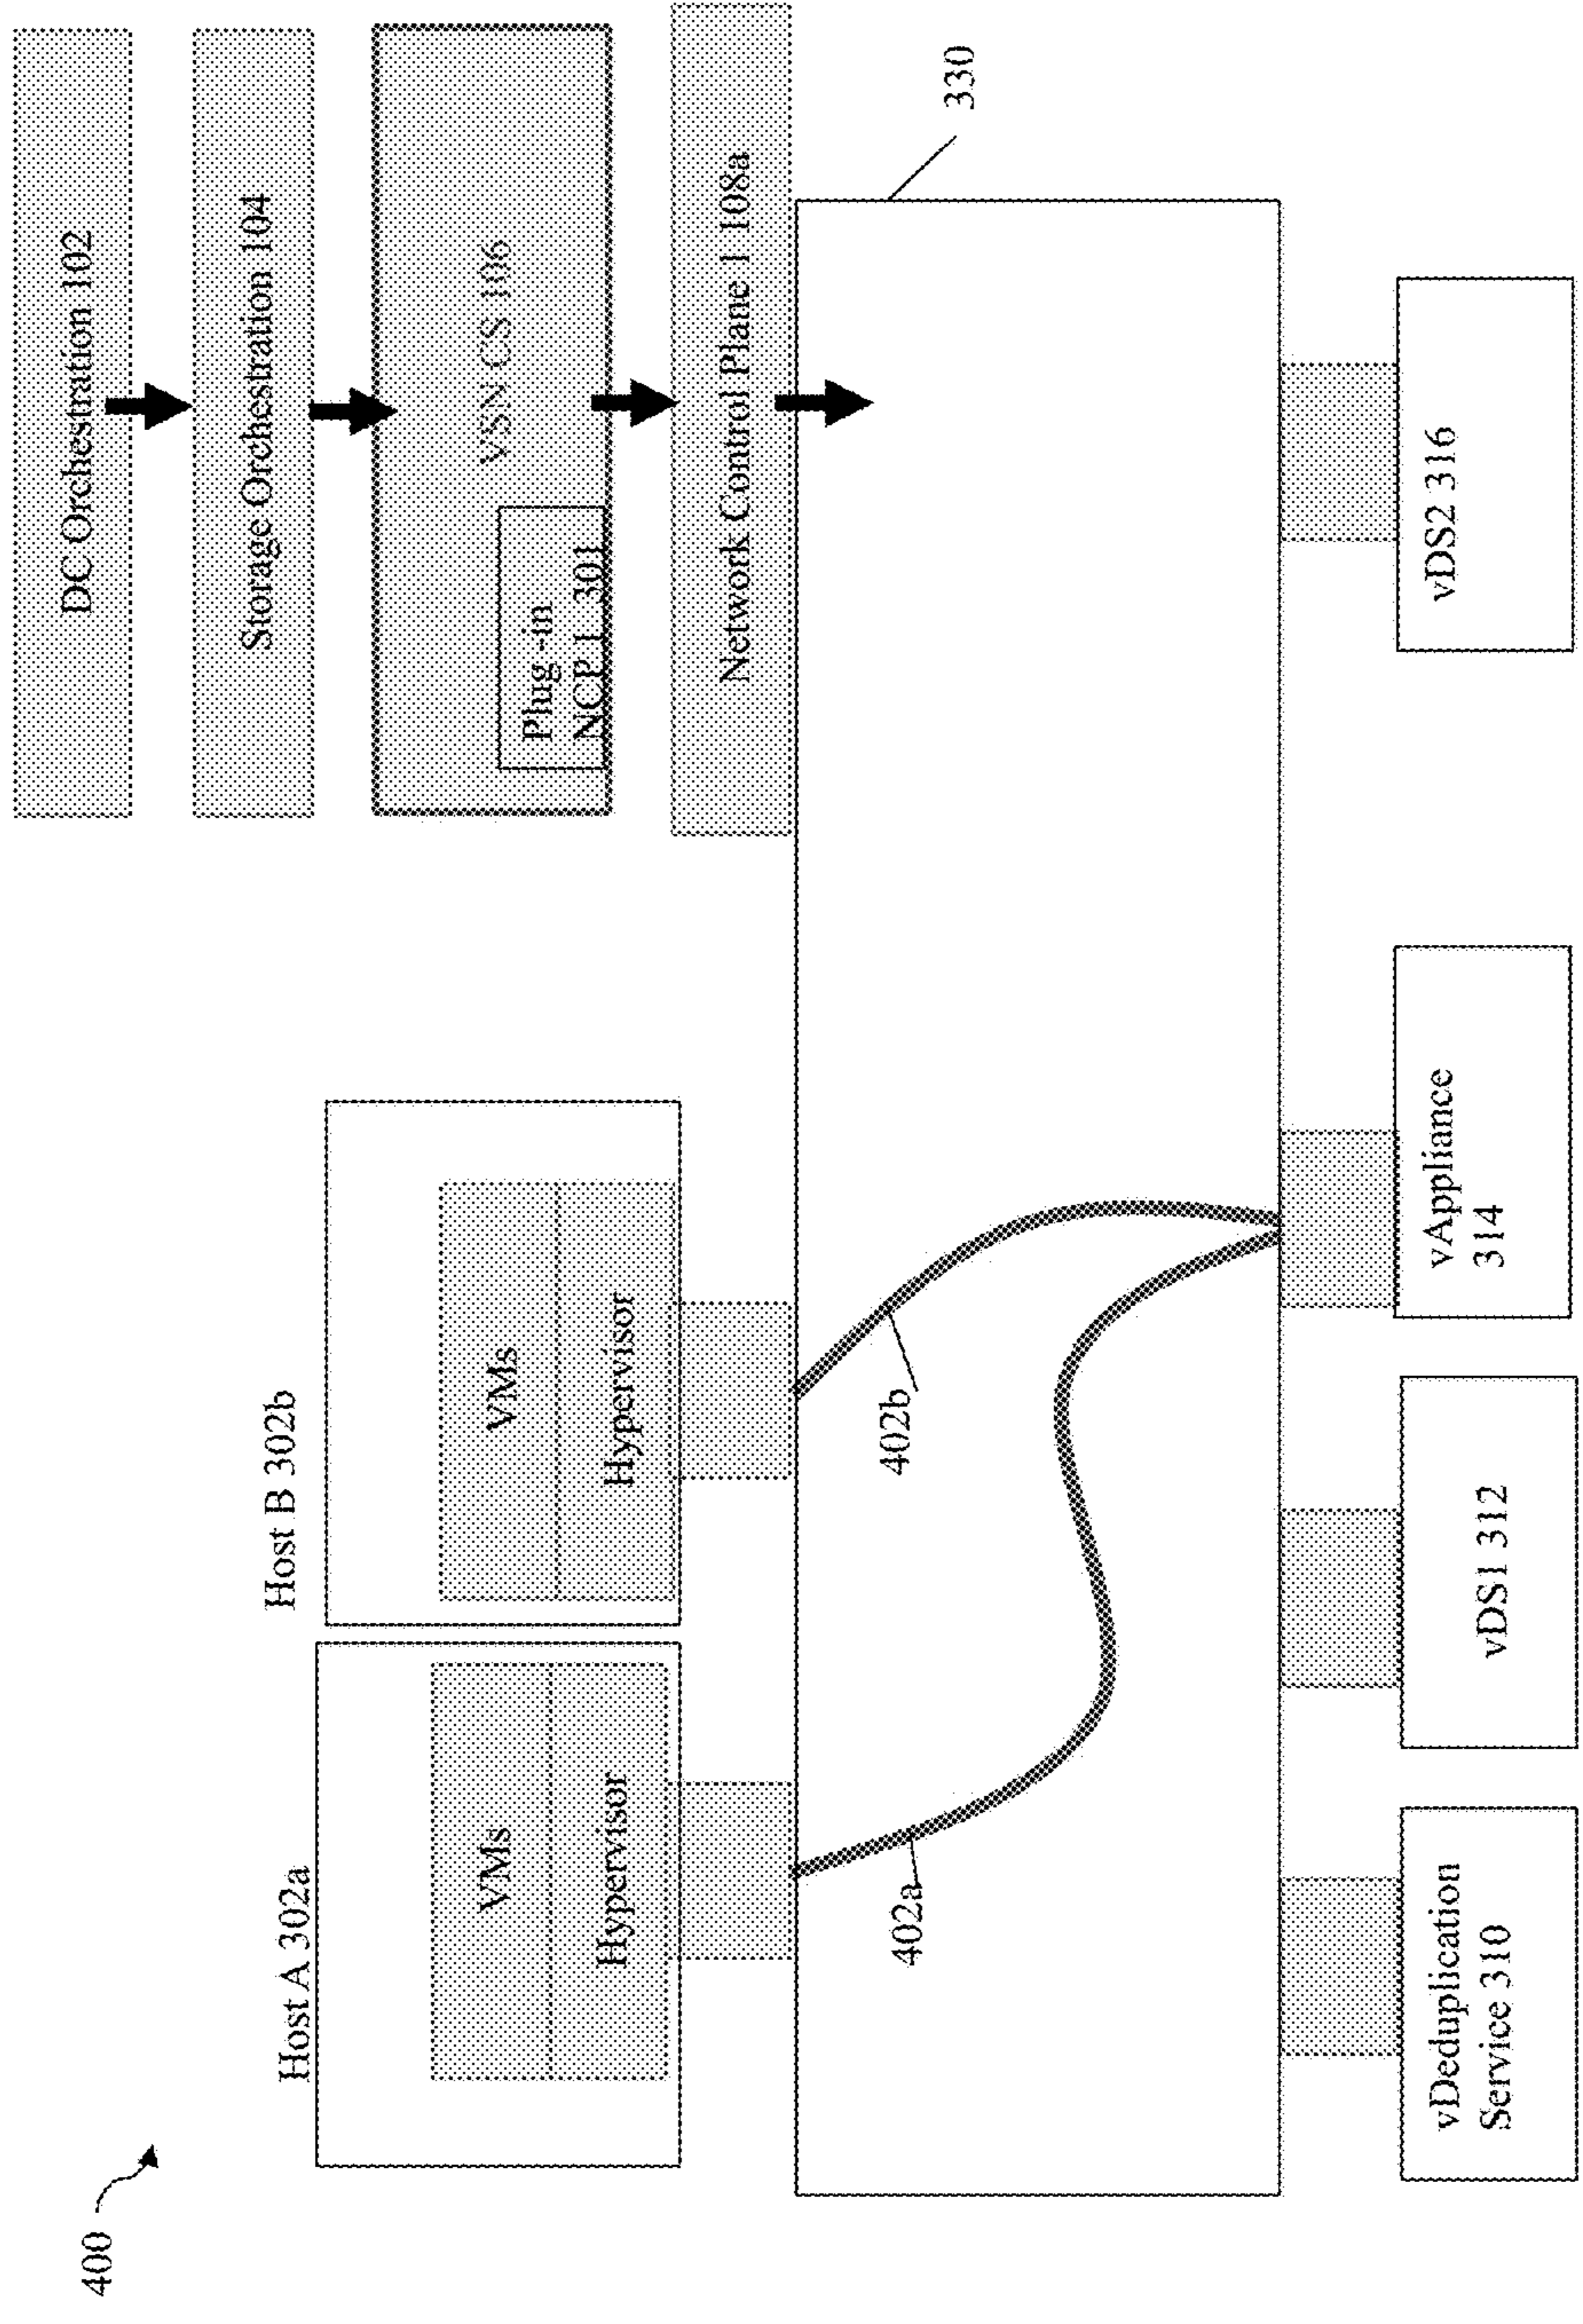 400
DC Orchestration 102
Storage Orchestration 104
VSN CS 106
Plug -in
NCP 1 301
Network Control Plane 1 108a
330
Host A 302a
VMs
Hypervisor
Host B 302b
VMs
Hypervisor
402a
402b
vDeduplication
Service 310
vDS1 312
vAppliance
314
vDS2 316